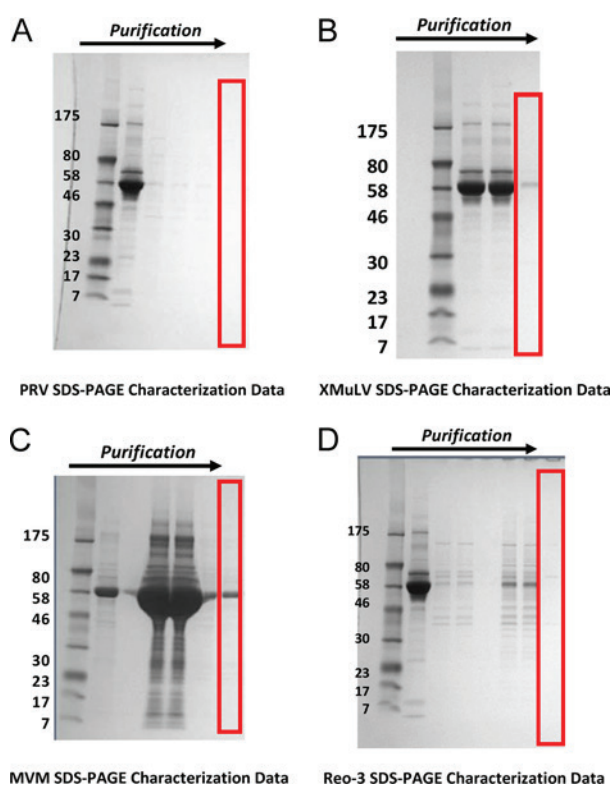 A
Purification
175
80
58
46
30
23
17
7
PRV SDS-PAGE Characterization Data
B
Purification
175
80
58
46
30
23
17
7
XMuLV SDS-PAGE Characterization Data
C
Purification
175
80
58
46
30
23
17
7
MVM SDS-PAGE Characterization Data
D
Purification
175
80
58
46
30
23
17
7
Reo-3 SDS-PAGE Characterization Data